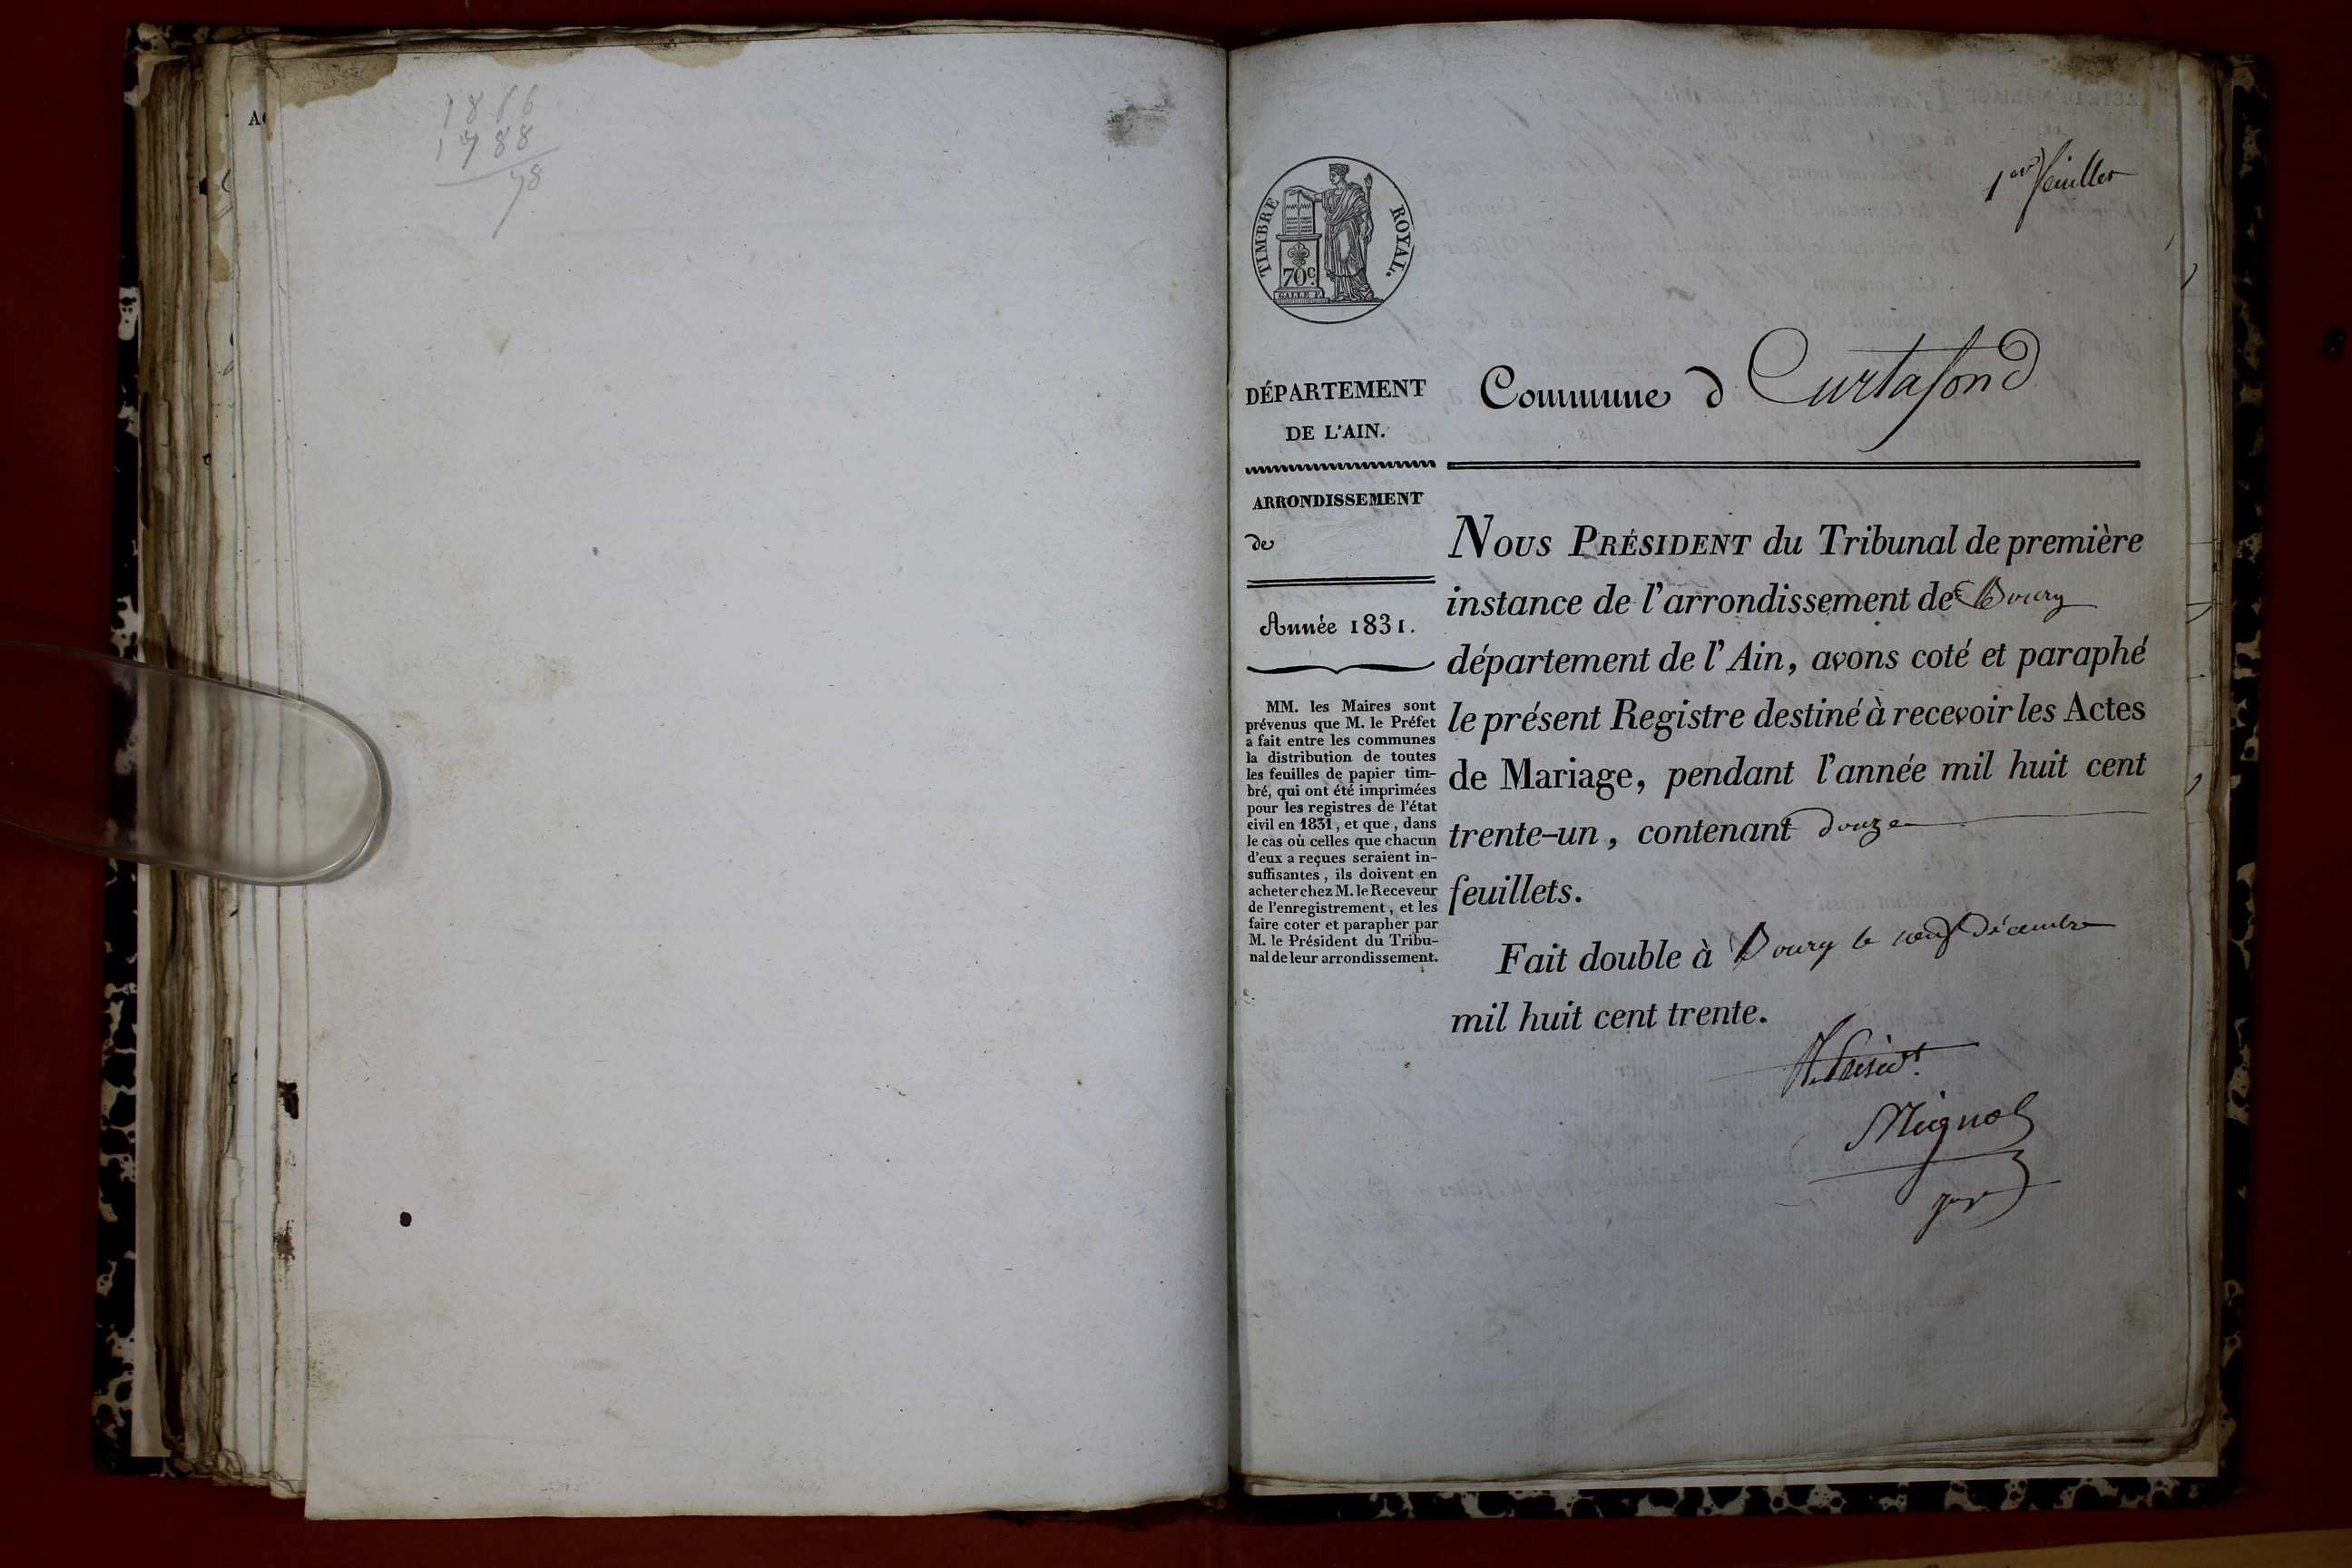 1866
1788
78
A
1er feuillet
TIMBRE ROYAL.
70c.
DÉPARTEMENT
DE L'AIN.
Commune d Curtafond
ARRONDISSEMENT
de
Année 1831.
MM. les Maires sont
prévenus que M. le Préfet
a fait entre les communes
la distribution de toutes
les feuilles de papier tim-
bré, qui ont été imprimées
pour les registres de l'état
civil en 1831, et que, dans
le cas où celles que chacun
d'eux a reçues seraient in-
suffisantes, ils doivent en
acheter chez M. le Receveur
de l'enregistrement, et les
faire coter et parapher par
M. le Président du Tribu-
nal de leur arrondissement.
NOUS PRÉSIDENT du Tribunal de première
instance de l'arrondissement de Bourg
département de l'Ain, avons coté et paraphé
le présent Registre destiné à recevoir les Actes
de Mariage, pendant l'année mil huit cent
trente-un, contenant douze
feuillets.
Fait double à Bourg le neuf décembre
mil huit cent trente.